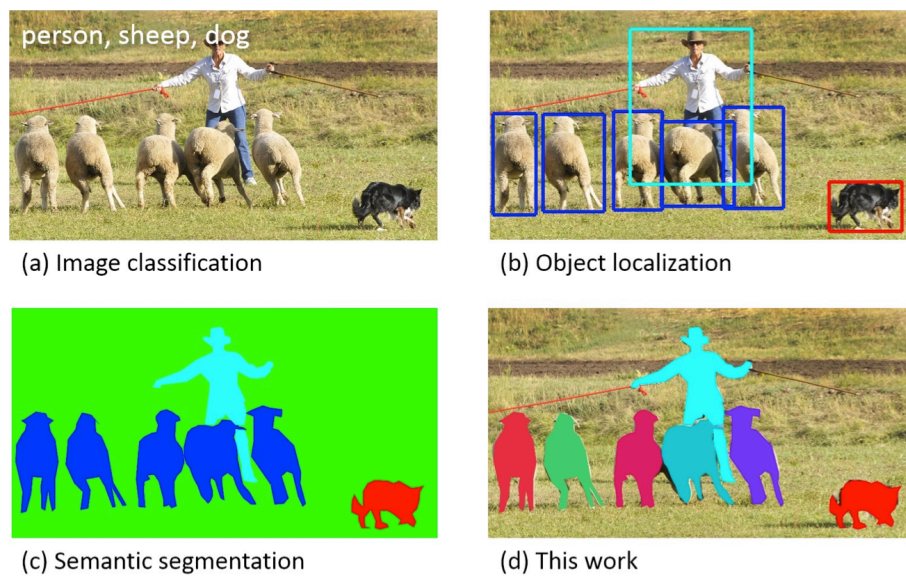 person, sheep, dog
(a) Image classification
(b) Object localization
(c) Semantic segmentation
(d) This work